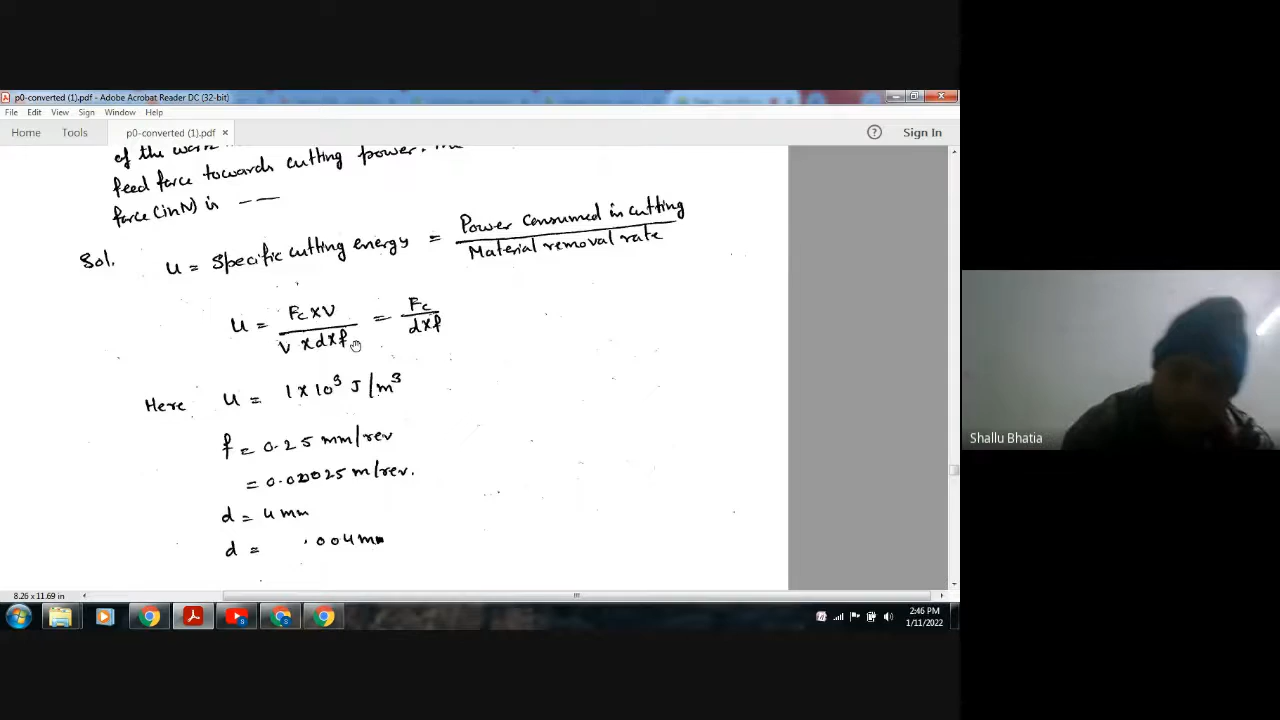 p0-converted (1).pdf - Adobe Acrobat Reader DC (32-bit)
File Edit View Sign Window Help
Home Tools p0-converted (1).pdf × ? Sign In
of the work
feed force towards cutting power. The
force (in N) is — —
Sol. u = Specific cutting energy = Power consumed in cutting / Material removal rate
u = Fc × V / V × d × f = Fc / d × f
Here u = 1 × 10³ J/m³
f = 0.25 mm/rev
= 0.00025 m/rev.
d = 4 mm
d = .004 m
8.26 x 11.69 in
2:46 PM
1/11/2022
Shallu Bhatia